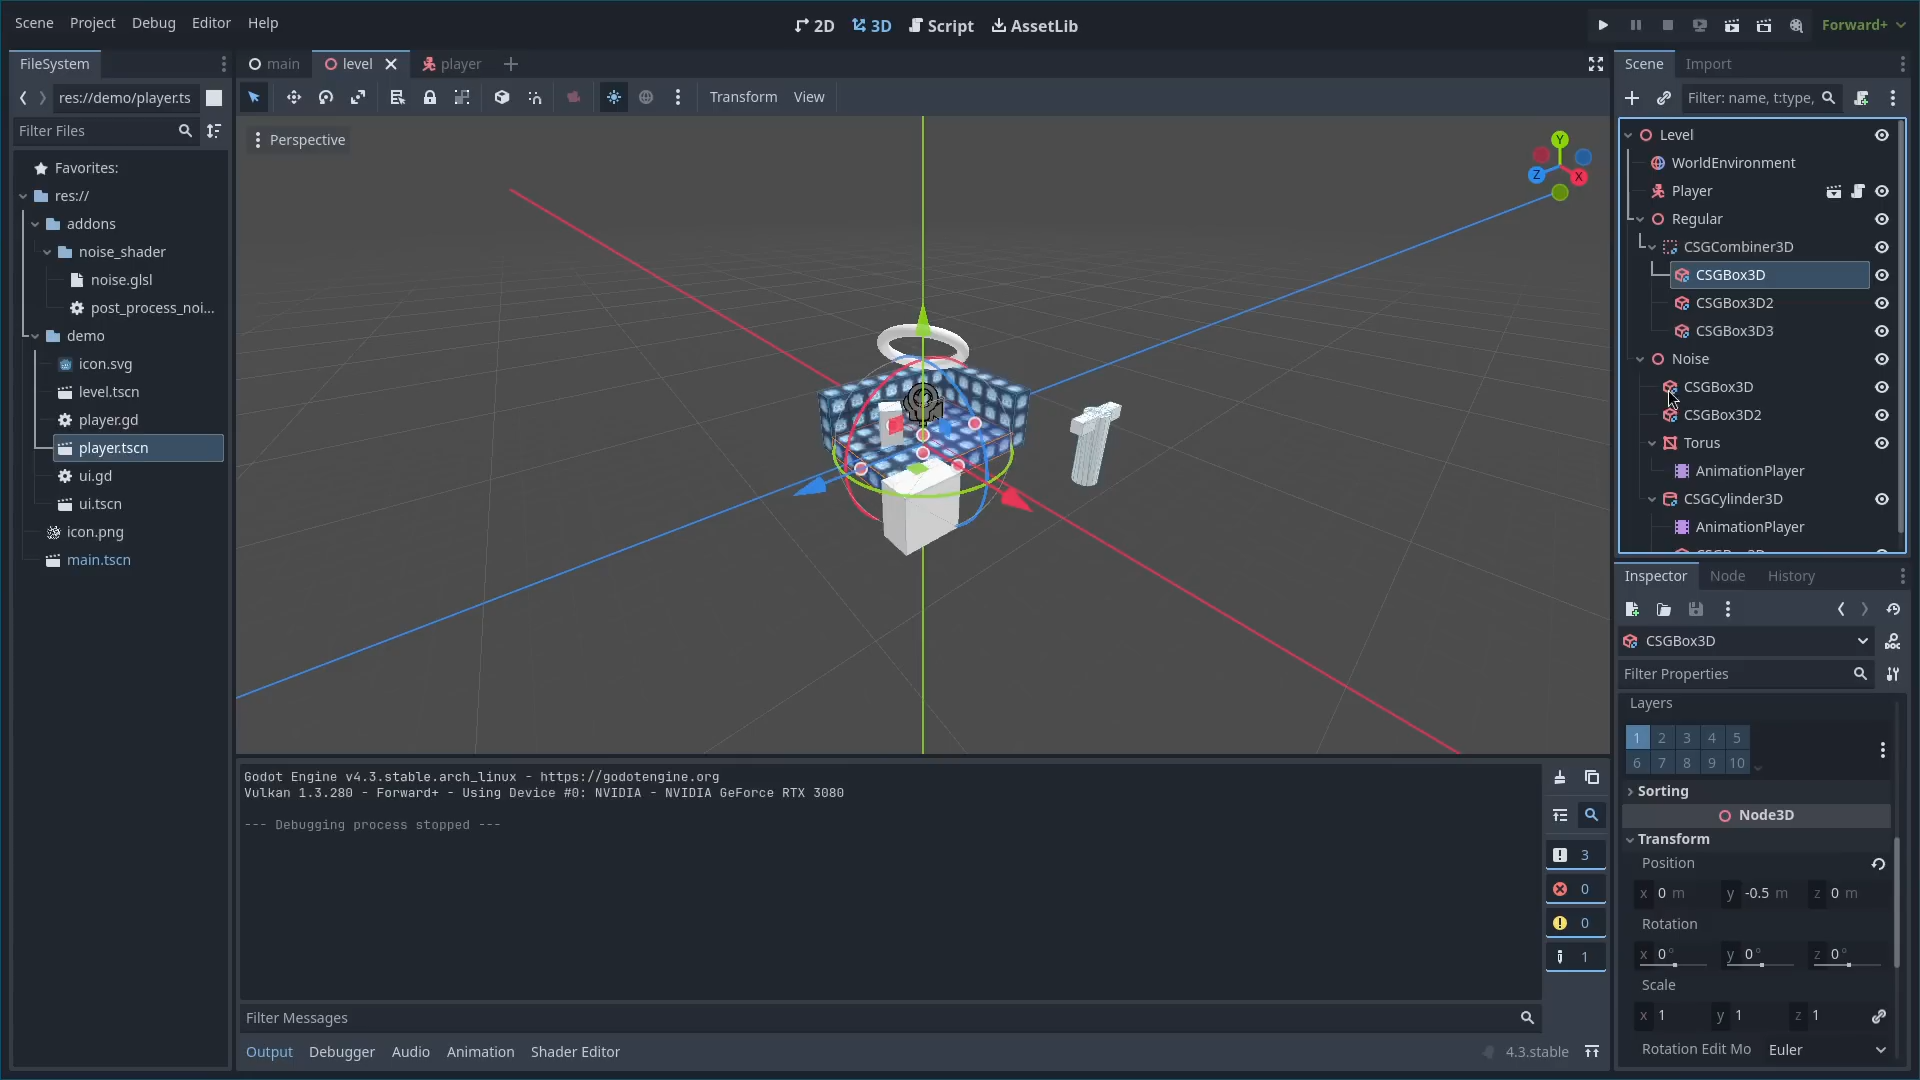 Scene Project Debug Editor Help
2D 3D Script AssetLib
Forward+
FileSystem
res://demo/player.ts
Filter Files
Favorites:
res://
addons
noise_shader
noise.glsl
post_process_noi...
demo
icon.svg
level.tscn
player.gd
player.tscn
ui.gd
ui.tscn
icon.png
main.tscn
main level player
Transform View
Perspective
Y
Z X
Godot Engine v4.3.stable.arch_linux - https://godotengine.org
Vulkan 1.3.280 - Forward+ - Using Device #0: NVIDIA - NVIDIA GeForce RTX 3080
--- Debugging process stopped ---
3
0
0
1
Filter Messages
Output Debugger Audio Animation Shader Editor
4.3.stable
Scene Import
Filter: name, t:type,
Level
WorldEnvironment
Player
Regular
CSGCombiner3D
CSGBox3D
CSGBox3D2
CSGBox3D3
Noise
CSGBox3D
CSGBox3D2
Torus
AnimationPlayer
CSGCylinder3D
AnimationPlayer
Inspector Node History
CSGBox3D
DOC
Filter Properties
Layers
1 2 3 4 5
6 7 8 9 10
Sorting
Node3D
Transform
Position
x 0 m y -0.5 m z 0 m
Rotation
x 0° y 0° z 0°
Scale
x 1 y 1 z 1
Rotation Edit Mo Euler